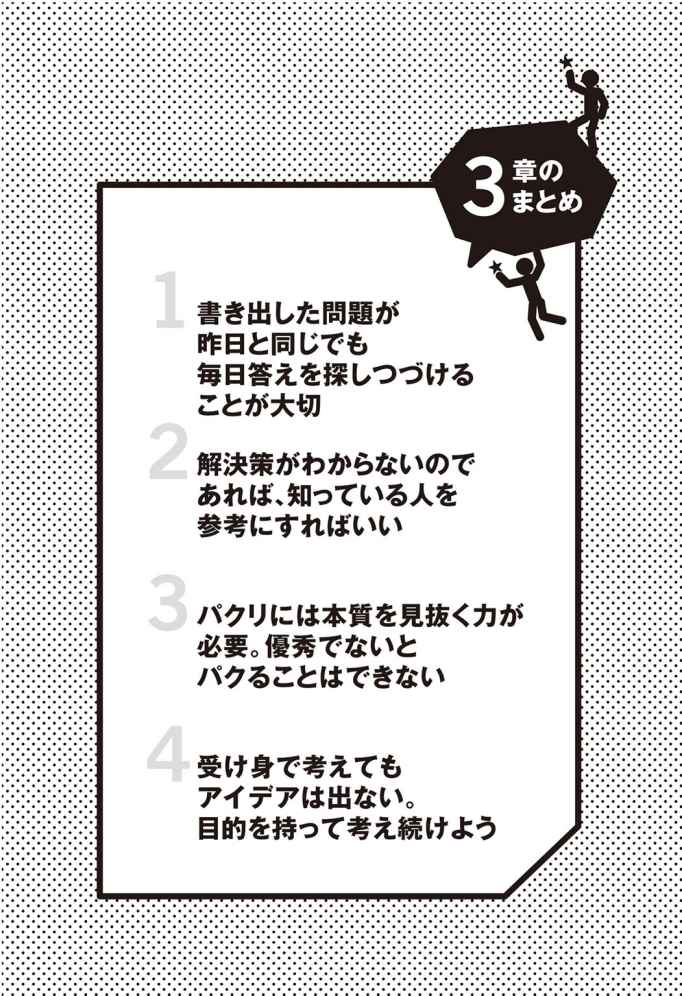 3章の
まとめ
1
書き出した問題が
昨日と同じでも
毎日答えを探しつづける
ことが大切
2
解決策がわからないので
あれば、知っている人を
参考にすればいい
3
パクリには本質を見抜く力が
必要。優秀でないと
パクることはできない
4
受け身で考えても
アイデアは出ない。
目的を持って考え続けよう